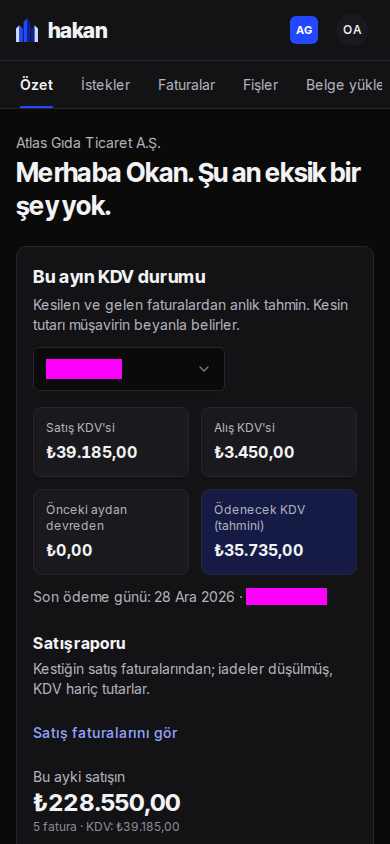 hakan
AG
OA
Özet
İstekler
Faturalar
Fişler
Belge yükle
Atlas Gıda Ticaret A.Ş.
Merhaba Okan. Şu an eksik bir
şey yok.
Bu ayın KDV durumu
Kesilen ve gelen faturalardan anlık tahmin. Kesin
tutarı müşavirin beyanla belirler.
Satış KDV'si
₺39.185,00
Alış KDV'si
₺3.450,00
Önceki aydan
devreden
₺0,00
Ödenecek KDV
(tahmini)
₺35.735,00
Son ödeme günü: 28 Ara 2026 ·
Satış raporu
Kestiğin satış faturalarından; iadeler düşülmüş,
KDV hariç tutarlar.
Satış faturalarını gör
Bu ayki satışın
₺228.550,00
5 fatura · KDV: ₺39.185,00